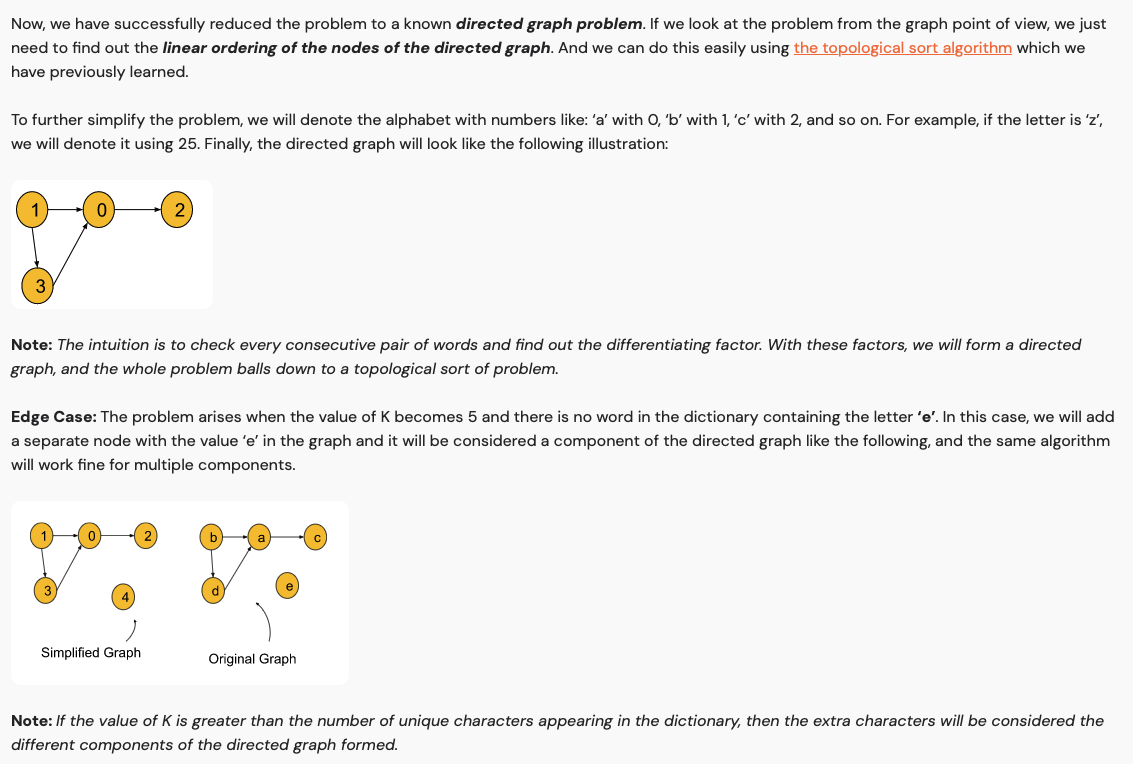 Now, we have successfully reduced the problem to a known directed graph problem. If we look at the problem from the graph point of view, we just
need to find out the linear ordering of the nodes of the directed graph. And we can do this easily using the topological sort algorithm which we
have previously learned.
To further simplify the problem, we will denote the alphabet with numbers like: ‘a’ with 0, ‘b’ with 1, ‘c’ with 2, and so on. For example, if the letter is ‘z’,
we will denote it using 25. Finally, the directed graph will look like the following illustration:
1 0 2
3
Note: The intuition is to check every consecutive pair of words and find out the differentiating factor. With these factors, we will form a directed
graph, and the whole problem balls down to a topological sort of problem.
Edge Case: The problem arises when the value of K becomes 5 and there is no word in the dictionary containing the letter ‘e’. In this case, we will add
a separate node with the value ‘e’ in the graph and it will be considered a component of the directed graph like the following, and the same algorithm
will work fine for multiple components.
1 0 2
3 4
Simplified Graph
b a c
d e
Original Graph
Note: If the value of K is greater than the number of unique characters appearing in the dictionary, then the extra characters will be considered the
different components of the directed graph formed.